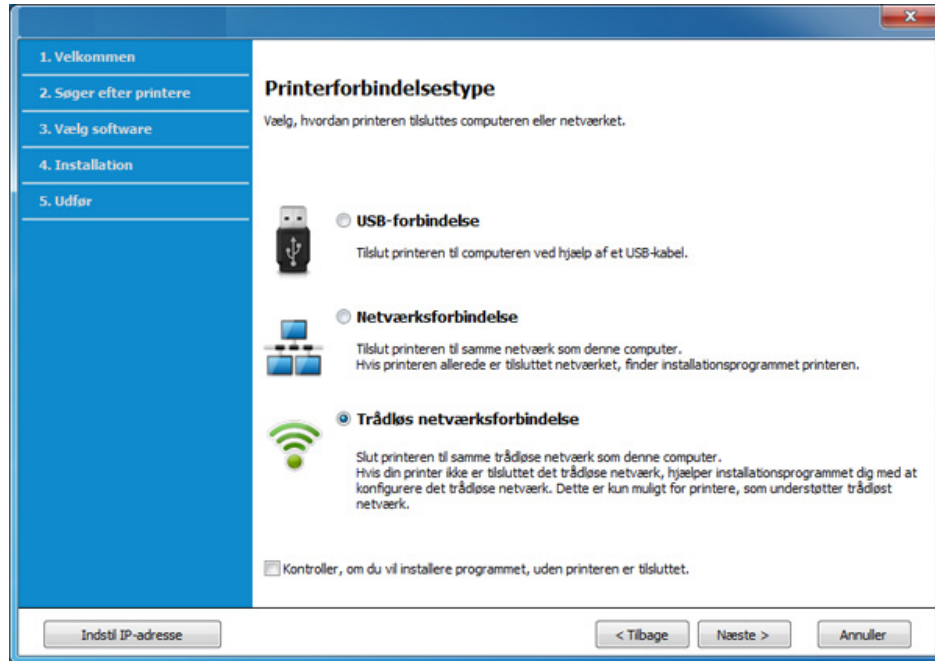 1. Velkommen
2. Søger efter printere
3. Vælg software
4. Installation
5. Udfør
Printerforbindelsestype
Vælg, hvordan printeren tilsluttes computeren eller netværket.
USB-forbindelse
Tilslut printeren til computeren ved hjælp af et USB-kabel.
Netværksforbindelse
Tilslut printeren til samme netværk som denne computer.
Hvis printeren allerede er tilsluttet netværket, finder installationsprogrammet printeren.
Trådløs netværksforbindelse
Slut printeren til samme trådløse netværk som denne computer.
Hvis din printer ikke er tilsluttet det trådløse netværk, hjælper installationsprogrammet dig med at
konfigurere det trådløse netværk. Dette er kun muligt for printere, som understøtter trådløst
netværk.
Kontroller, om du vil installere programmet, uden printeren er tilsluttet.
Indstil IP-adresse
< Tilbage
Næste >
Annuller